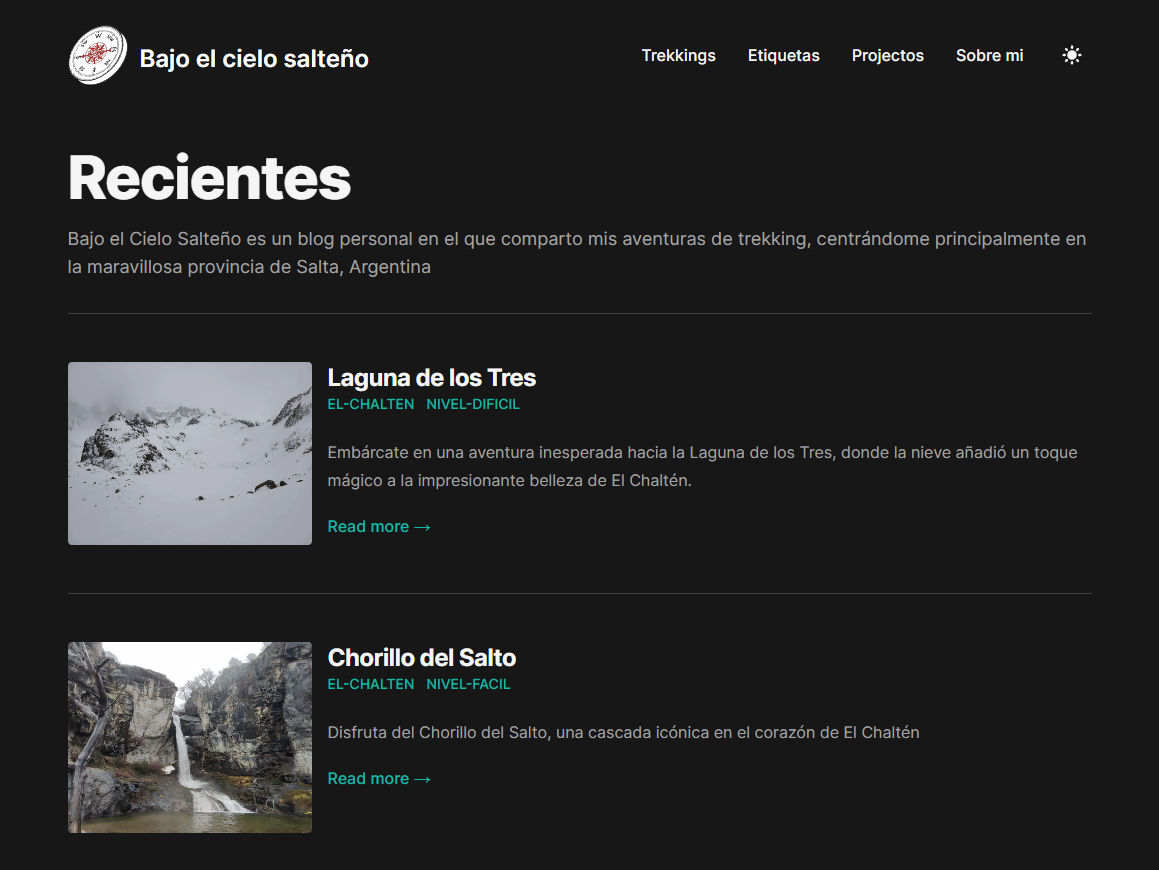 Bajo el cielo salteño
Trekkings Etiquetas Projectos Sobre mi
Recientes
Bajo el Cielo Salteño es un blog personal en el que comparto mis aventuras de trekking, centrándome principalmente en
la maravillosa provincia de Salta, Argentina
Laguna de los Tres
EL-CHALTEN NIVEL-DIFICIL
Embárcate en una aventura inesperada hacia la Laguna de los Tres, donde la nieve añadió un toque
mágico a la impresionante belleza de El Chaltén.
Read more →
Chorillo del Salto
EL-CHALTEN NIVEL-FACIL
Disfruta del Chorillo del Salto, una cascada icónica en el corazón de El Chaltén
Read more →